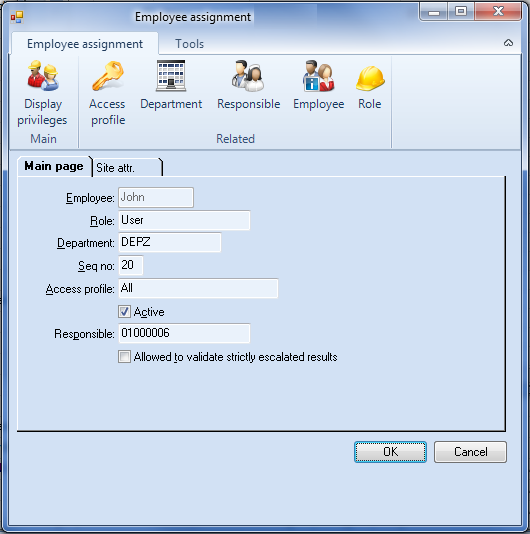 Employee assignment
Employee assignment Tools
Display privileges Access profile Department Responsible Employee Role
Main Related
Main page Site attr.
Employee: John
Role: User
Department: DEPZ
Seq no: 20
Access profile: All
Active
Responsible: 01000006
Allowed to validate strictly escalated results
OK Cancel